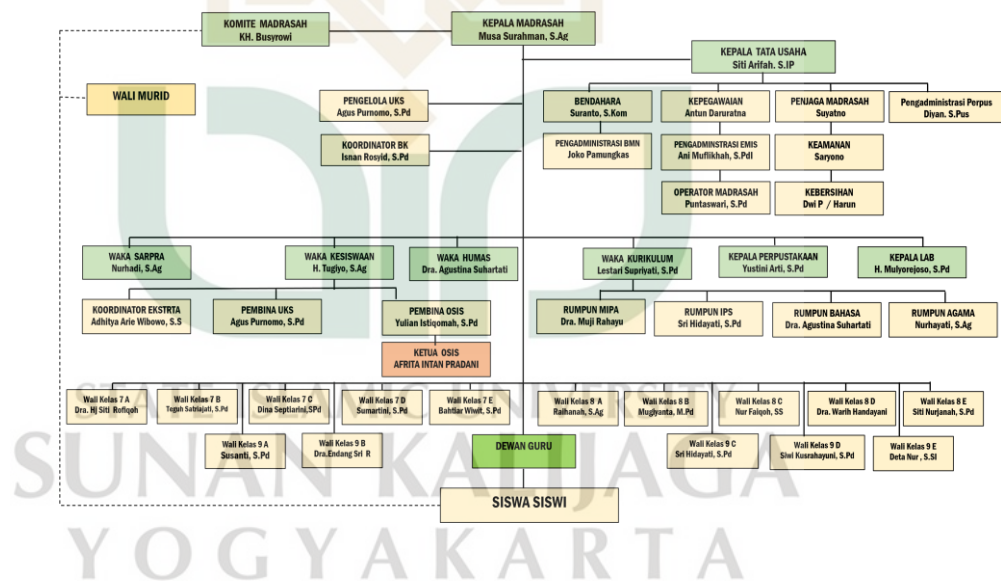 KOMITE MADRASAH
KH. Busyrowi
KEPALA MADRASAH
Musa Surahman, S.Ag
KEPALA TATA USAHA
Siti Arifah. S.IP
WALI MURID
PENGELOLA UKS
Agus Purnomo, S.Pd
BENDAHARA
Suranto, S.Kom
KEPEGAWAIAN
Antun Daruratna
PENJAGA MADRASAH
Suyatno
Pengadministrasi Perpus
Diyan. S.Pus
KOORDINATOR BK
Isnan Rosyid, S.Pd
PENGADMINISTRASI BMN
Joko Pamungkas
PENGADMINSTRASI EMIS
Ani Muflikhah, S.PdI
KEAMANAN
Saryono
OPERATOR MADRASAH
Puntaswari, S.Pd
KEBERSIHAN
Dwi P / Harun
WAKA SARPRA
Nurhadi, S.Ag
WAKA KESISWAAN
H. Tugiyo, S.Ag
WAKA HUMAS
Dra. Agustina Suhartati
WAKA KURIKULUM
Lestari Supriyati, S.Pd
KEPALA PERPUSTAKAAN
Yustini Arti, S.Pd
KEPALA LAB
H. Mulyorejoso, S.Pd
KOORDINATOR EKSTRTA
Adhitya Arie Wibowo, S.S
PEMBINA UKS
Agus Purnomo, S.Pd
PEMBINA OSIS
Yulian Istiqomah, S.Pd
RUMPUN MIPA
Dra. Muji Rahayu
RUMPUN IPS
Sri Hidayati, S.Pd
RUMPUN BAHASA
Dra. Agustina Suhartati
RUMPUN AGAMA
Nurhayati, S.Ag
KETUA OSIS
AFRITA INTAN PRADANI
Wali Kelas 7 A
Dra. Hj Siti Rofiqoh
Wali Kelas 7 B
Teguh Satriajati, S.Pd
Wali Kelas 7 C
Dina Septiarini,SPd
Wali Kelas 7 D
Sumartini, S.Pd
Wali Kelas 7 E
Bahtiar Wiwit, S.Pd
Wali Kelas 8 A
Raihanah, S.Ag
Wali Kelas 8 B
Mugiyanta, M.Pd
Wali Kelas 8 C
Nur Faiqoh, SS
Wali Kelas 8 D
Dra. Warih Handayani
Wali Kelas 8 E
Siti Nurjanah, S.Pd
Wali Kelas 9 A
Susanti, S.Pd
Wali Kelas 9 B
Dra.Endang Sri R
DEWAN GURU
Wali Kelas 9 C
Sri Hidayati, S.Pd
Wali Kelas 9 D
Siwi Kusrahayuni, S.Pd
Wali Kelas 9 E
Deta Nur , S.SI
SISWA SISWI
STATE ISLAMIC UNIVERSITY
SUNAN KALIJAGA
YOGYAKARTA